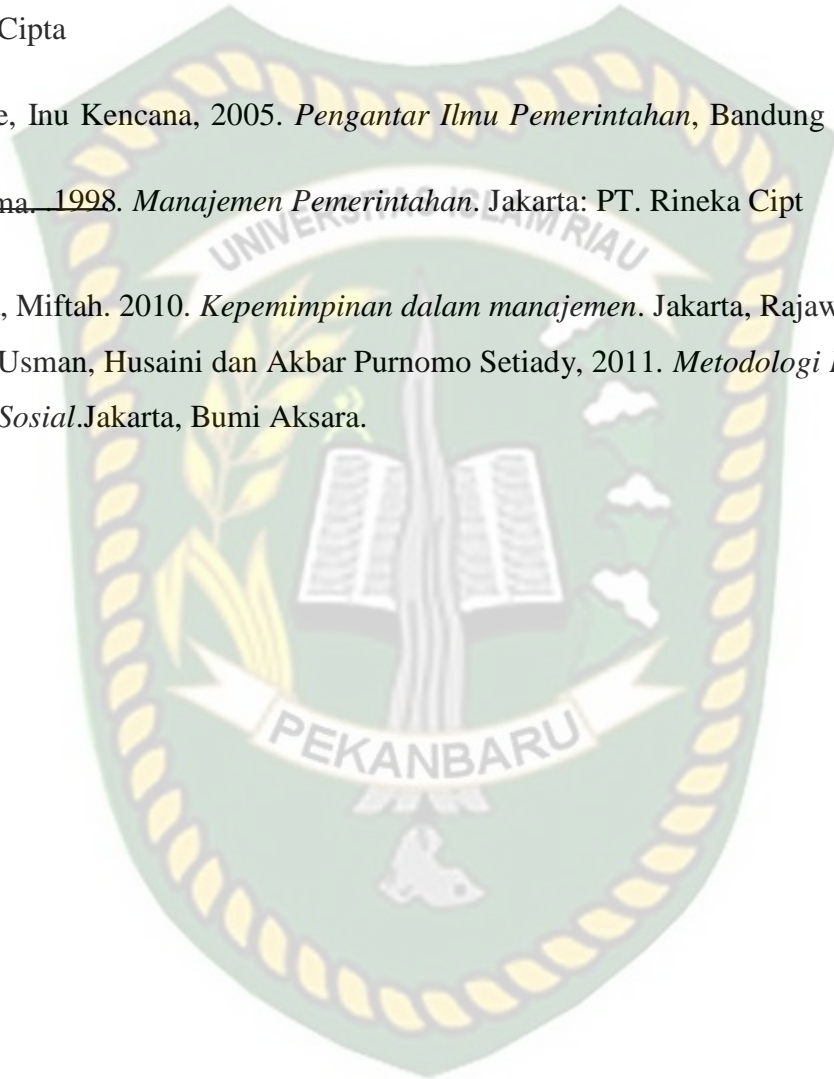 Cipta
e, Inu Kencana, 2005. Pengantar Ilmu Pemerintahan, Bandung
ma. .1998. Manajemen Pemerintahan. Jakarta: PT. Rineka Cipt
UNIVERSITAS ISLAM RIAU
, Miftah. 2010. Kepemimpinan dalam manajemen. Jakarta, Rajaw
Usman, Husaini dan Akbar Purnomo Setiady, 2011. Metodologi
Sosial.Jakarta, Bumi Aksara.
PEKANBARU